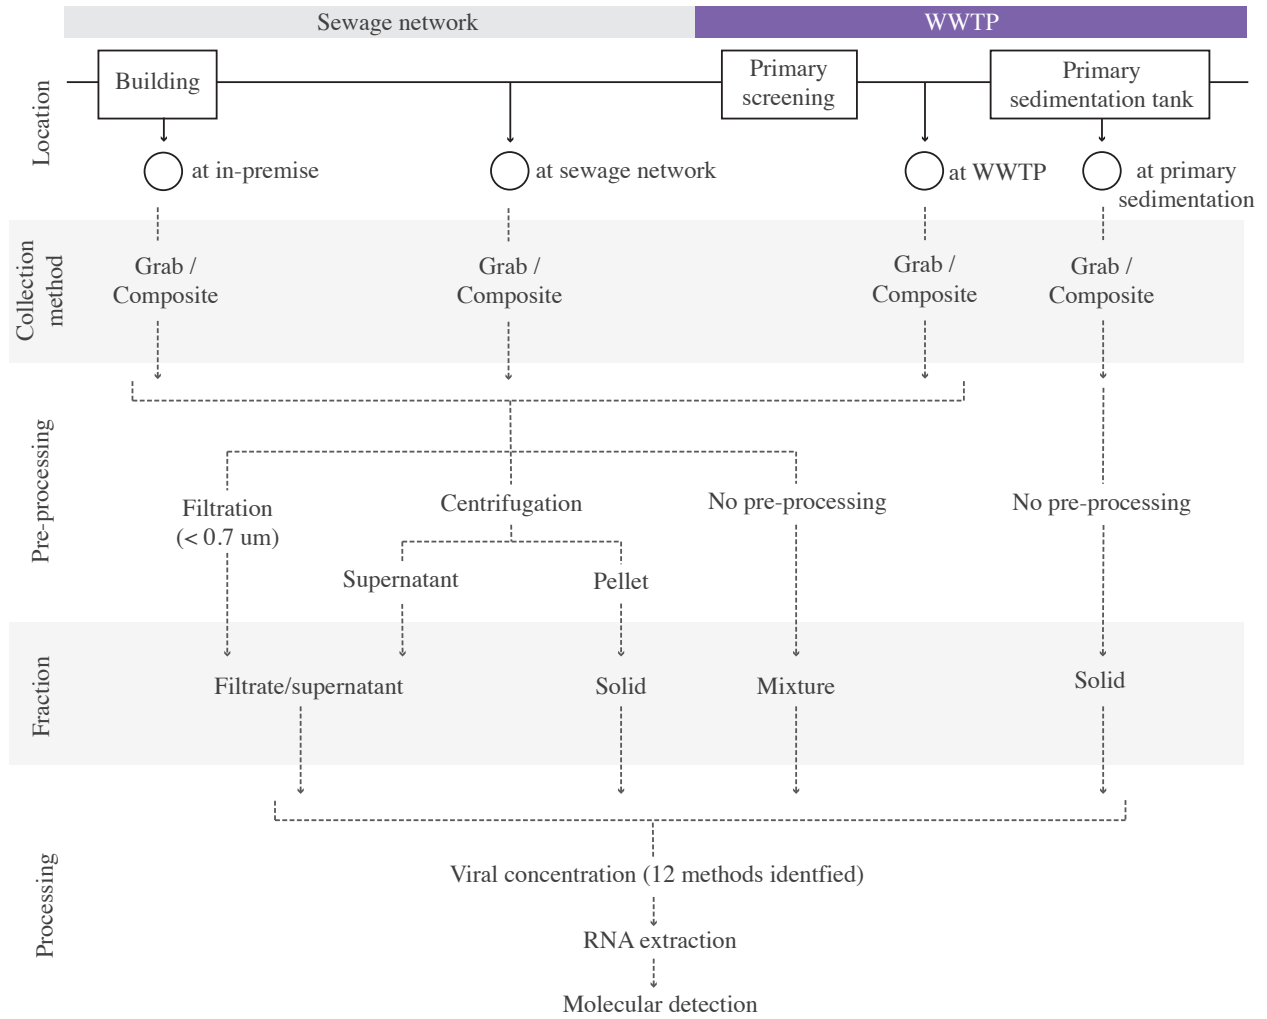 Sewage network
WWTP
Location
Building
Primary
screening
Primary
sedimentation tank
at in-premise
at sewage network
at WWTP
at primary
sedimentation
Collection
method
Grab /
Composite
Grab /
Composite
Grab /
Composite
Grab /
Composite
Pre-processing
Filtration
(< 0.7 um)
Centrifugation
No pre-processing
No pre-processing
Supernatant
Pellet
Fraction
Filtrate/supernatant
Solid
Mixture
Solid
Processing
Viral concentration (12 methods identfied)
RNA extraction
Molecular detection